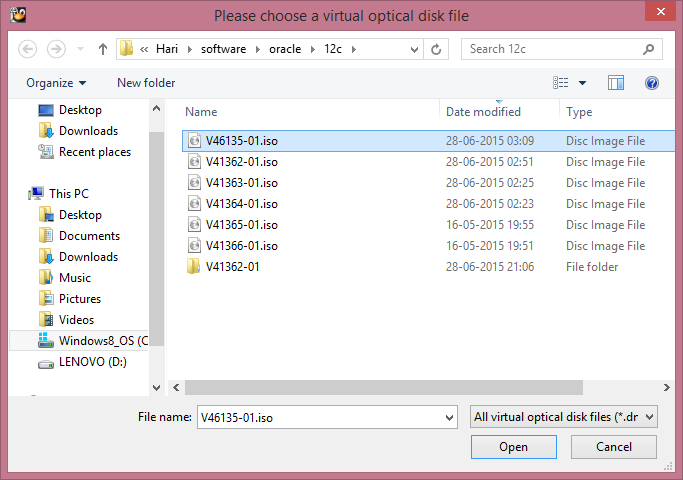 Please choose a virtual optical disk file
« Hari › software › oracle › 12c ›
Search 12c
Organize
New folder
Name
Date modified
Type
Desktop
Downloads
Recent places
This PC
Desktop
Documents
Downloads
Music
Pictures
Videos
Windows8_OS (C
LENOVO (D:)
V46135-01.iso 28-06-2015 03:09 Disc Image File
V41362-01.iso 28-06-2015 02:51 Disc Image File
V41363-01.iso 28-06-2015 02:25 Disc Image File
V41364-01.iso 28-06-2015 02:23 Disc Image File
V41365-01.iso 16-05-2015 19:55 Disc Image File
V41366-01.iso 16-05-2015 19:51 Disc Image File
V41362-01 28-06-2015 21:06 File folder
File name: V46135-01.iso
All virtual optical disk files (*.dr
Open
Cancel